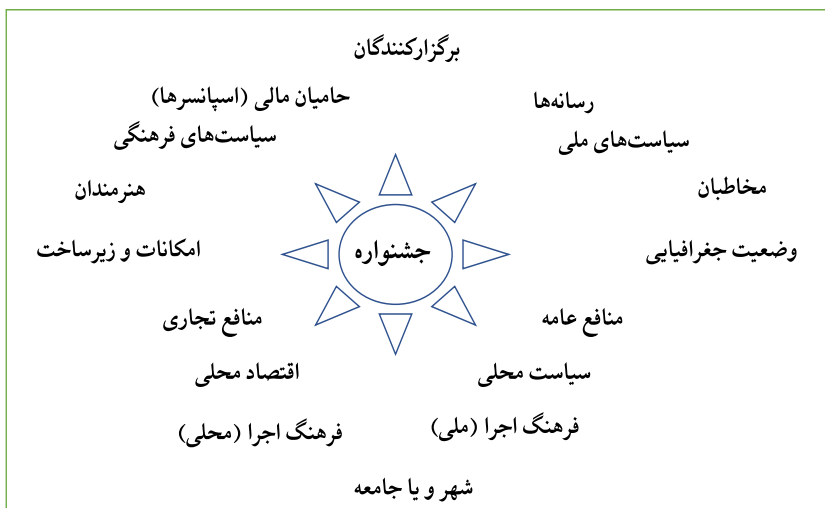 برگزارکنندگان
رسانه‌ها
حامیان مالی (اسپانسرها)
سیاست‌های ملی
سیاست‌های فرهنگی
مخاطبان
هنرمندان
وضعیت جغرافیایی
جشنواره
امکانات و زیرساخت
منافع عامه
منافع تجاری
سیاست محلی
اقتصاد محلی
فرهنگ اجرا (ملی)
فرهنگ اجرا (محلی)
شهر و یا جامعه